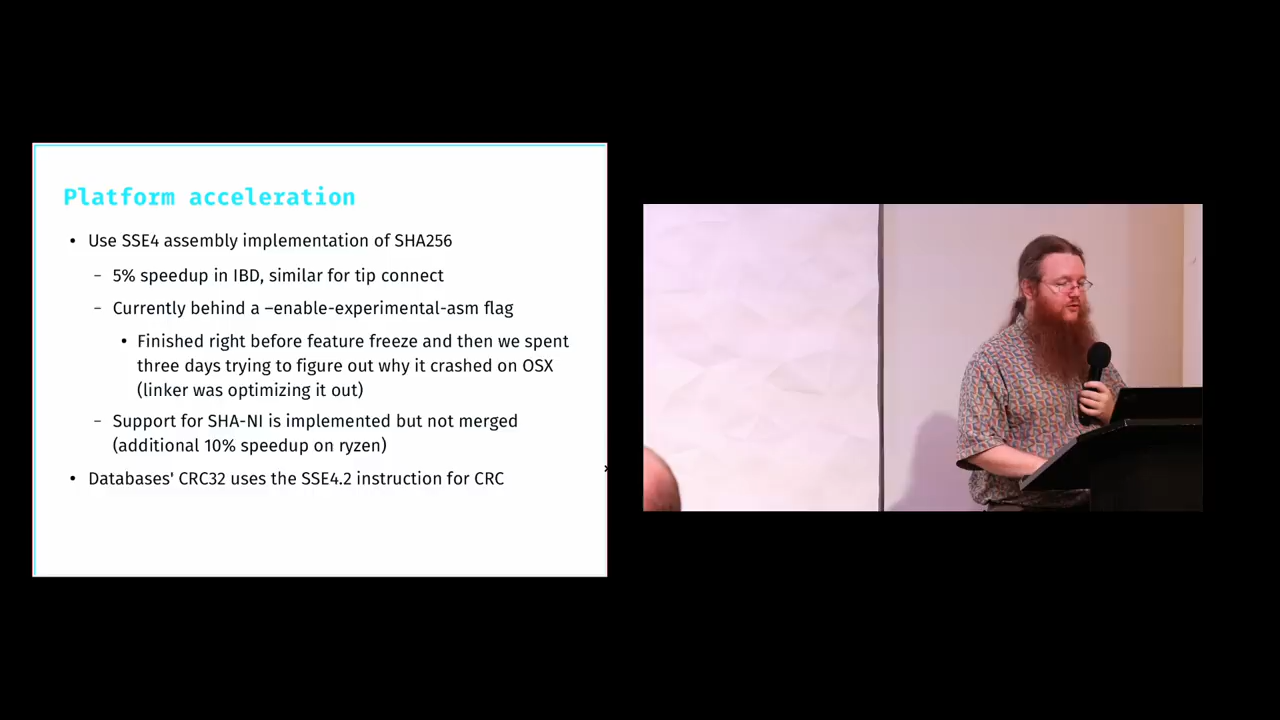 Platform acceleration
• Use SSE4 assembly implementation of SHA256
– 5% speedup in IBD, similar for tip connect
– Currently behind a –enable-experimental-asm flag
• Finished right before feature freeze and then we spent
three days trying to figure out why it crashed on OSX
(linker was optimizing it out)
– Support for SHA-NI is implemented but not merged
(additional 10% speedup on ryzen)
• Databases' CRC32 uses the SSE4.2 instruction for CRC